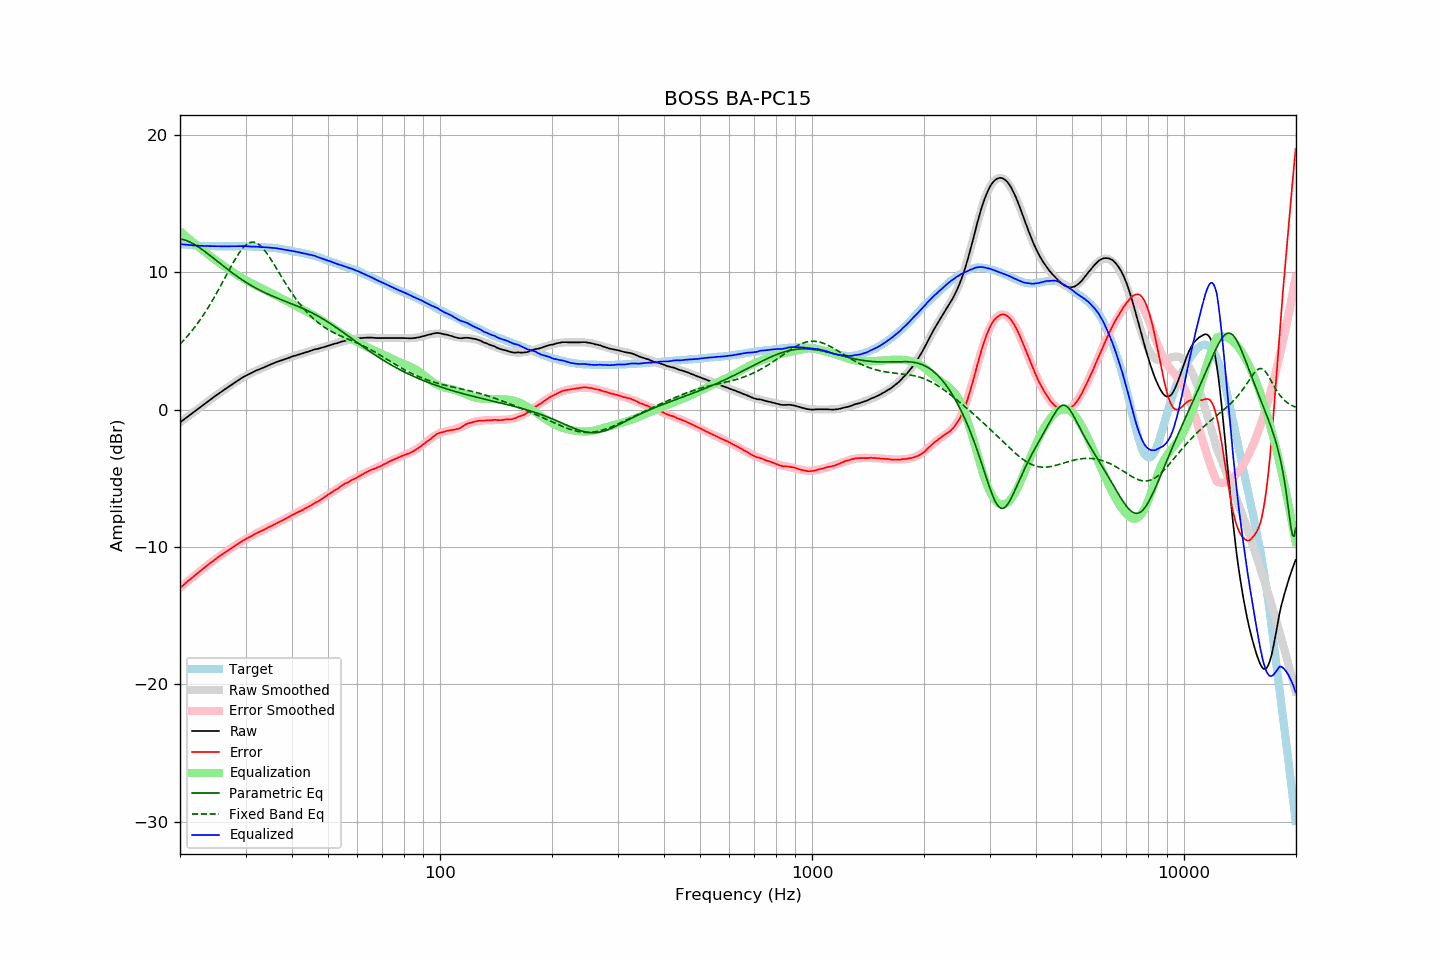 BOSS BA-PC15
20
10
0
−10
−20
−30
Amplitude (dBr)
Target
Raw Smoothed
Error Smoothed
Raw
Error
Equalization
Parametric Eq
Fixed Band Eq
Equalized
100
1000
10000
Frequency (Hz)